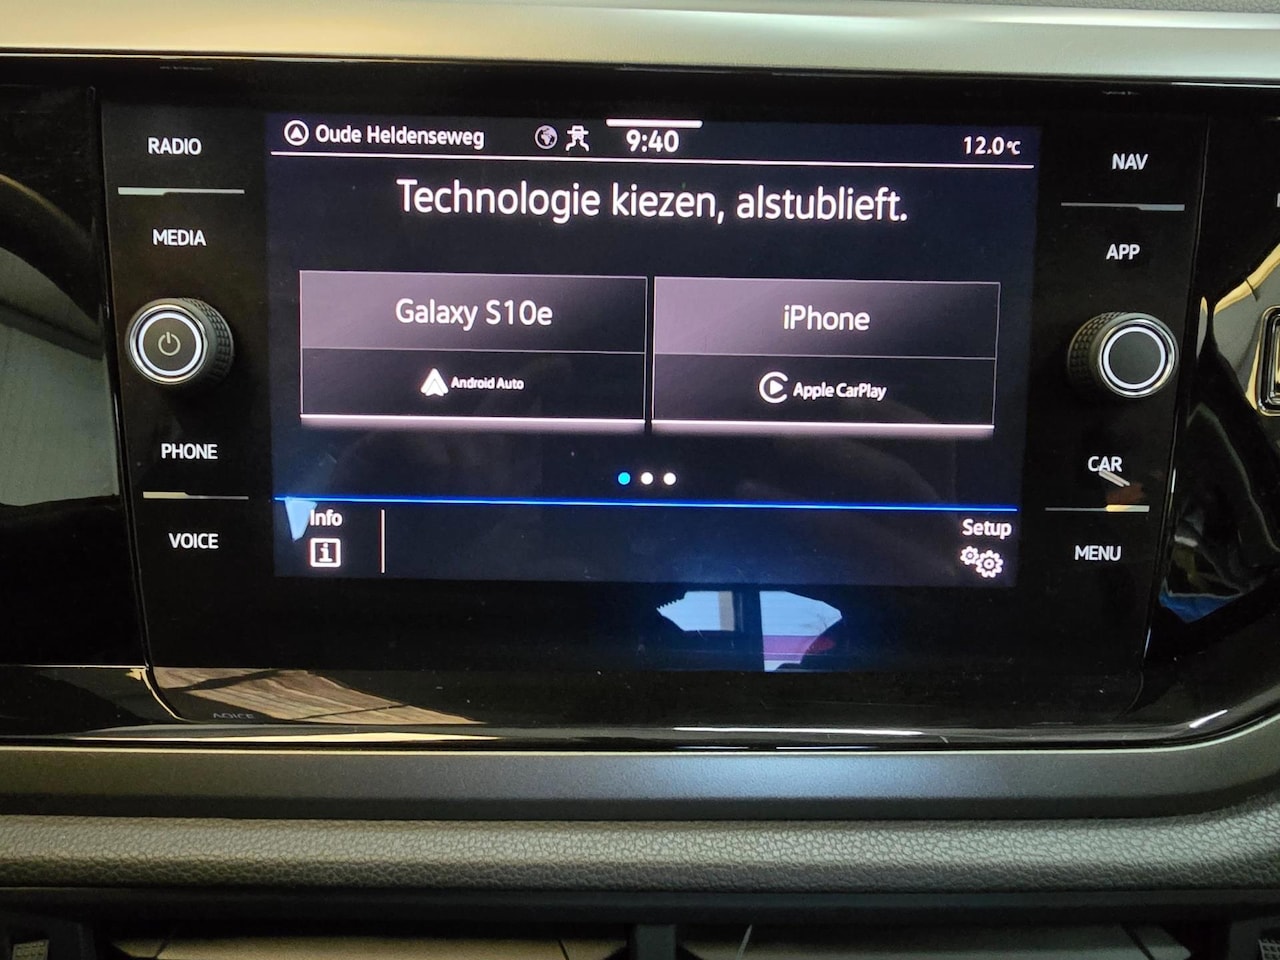 RADIO
MEDIA
PHONE
VOICE
Oude Heldenseweg 9:40 12.0°C
Technologie kiezen, alstublieft.
Galaxy S10e
Android Auto
iPhone
Apple CarPlay
Info
Setup
NAV
APP
CAR
MENU